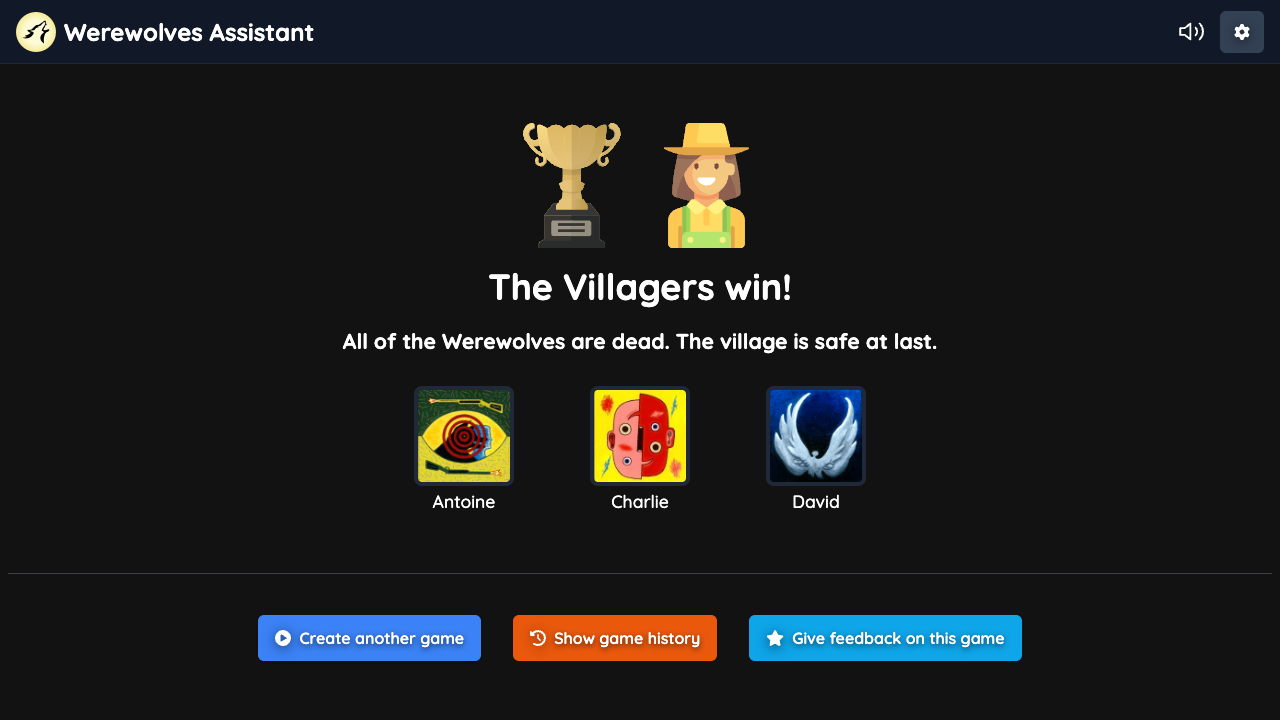 Werewolves Assistant
The Villagers win!
All of the Werewolves are dead. The village is safe at last.
Antoine
Charlie
David
Create another game
Show game history
Give feedback on this game